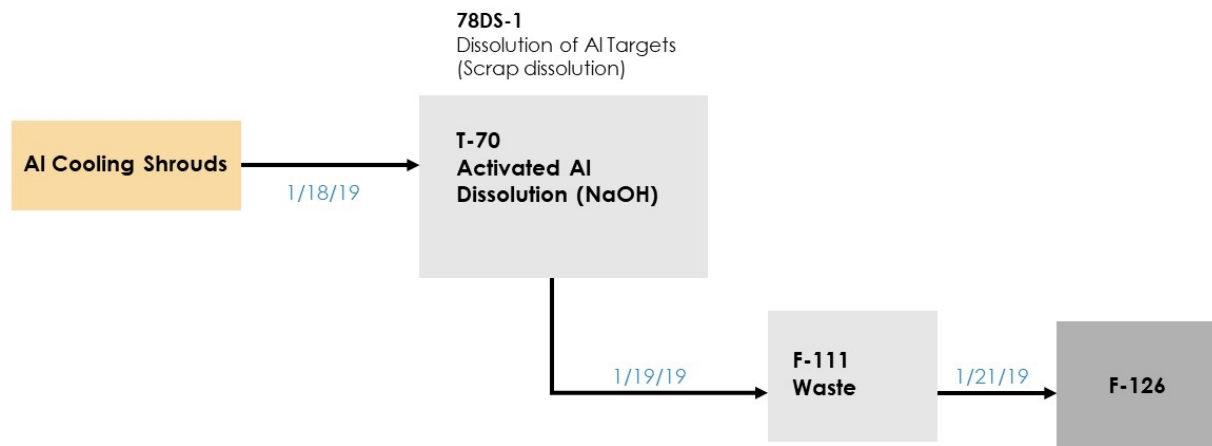 78DS-1
Dissolution of Al Targets
(Scrap dissolution)
Al Cooling Shrouds
1/18/19
T-70
Activated Al
Dissolution (NaOH)
1/19/19
F-111
Waste
1/21/19
F-126